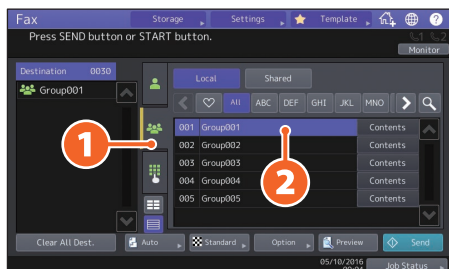 Fax Storage Settings Template ?
Press SEND button or START button.
1 2
Monitor
Destination 0030
Local Shared
Group001
All ABC DEF GHI JKL MNO
001 Group001 Contents
002 Group002 Contents
003 Group003 Contents
004 Group004 Contents
005 Group005 Contents
1
2
Clear All Dest. Auto Standard Option Preview Send
05/10/2016
Job Status